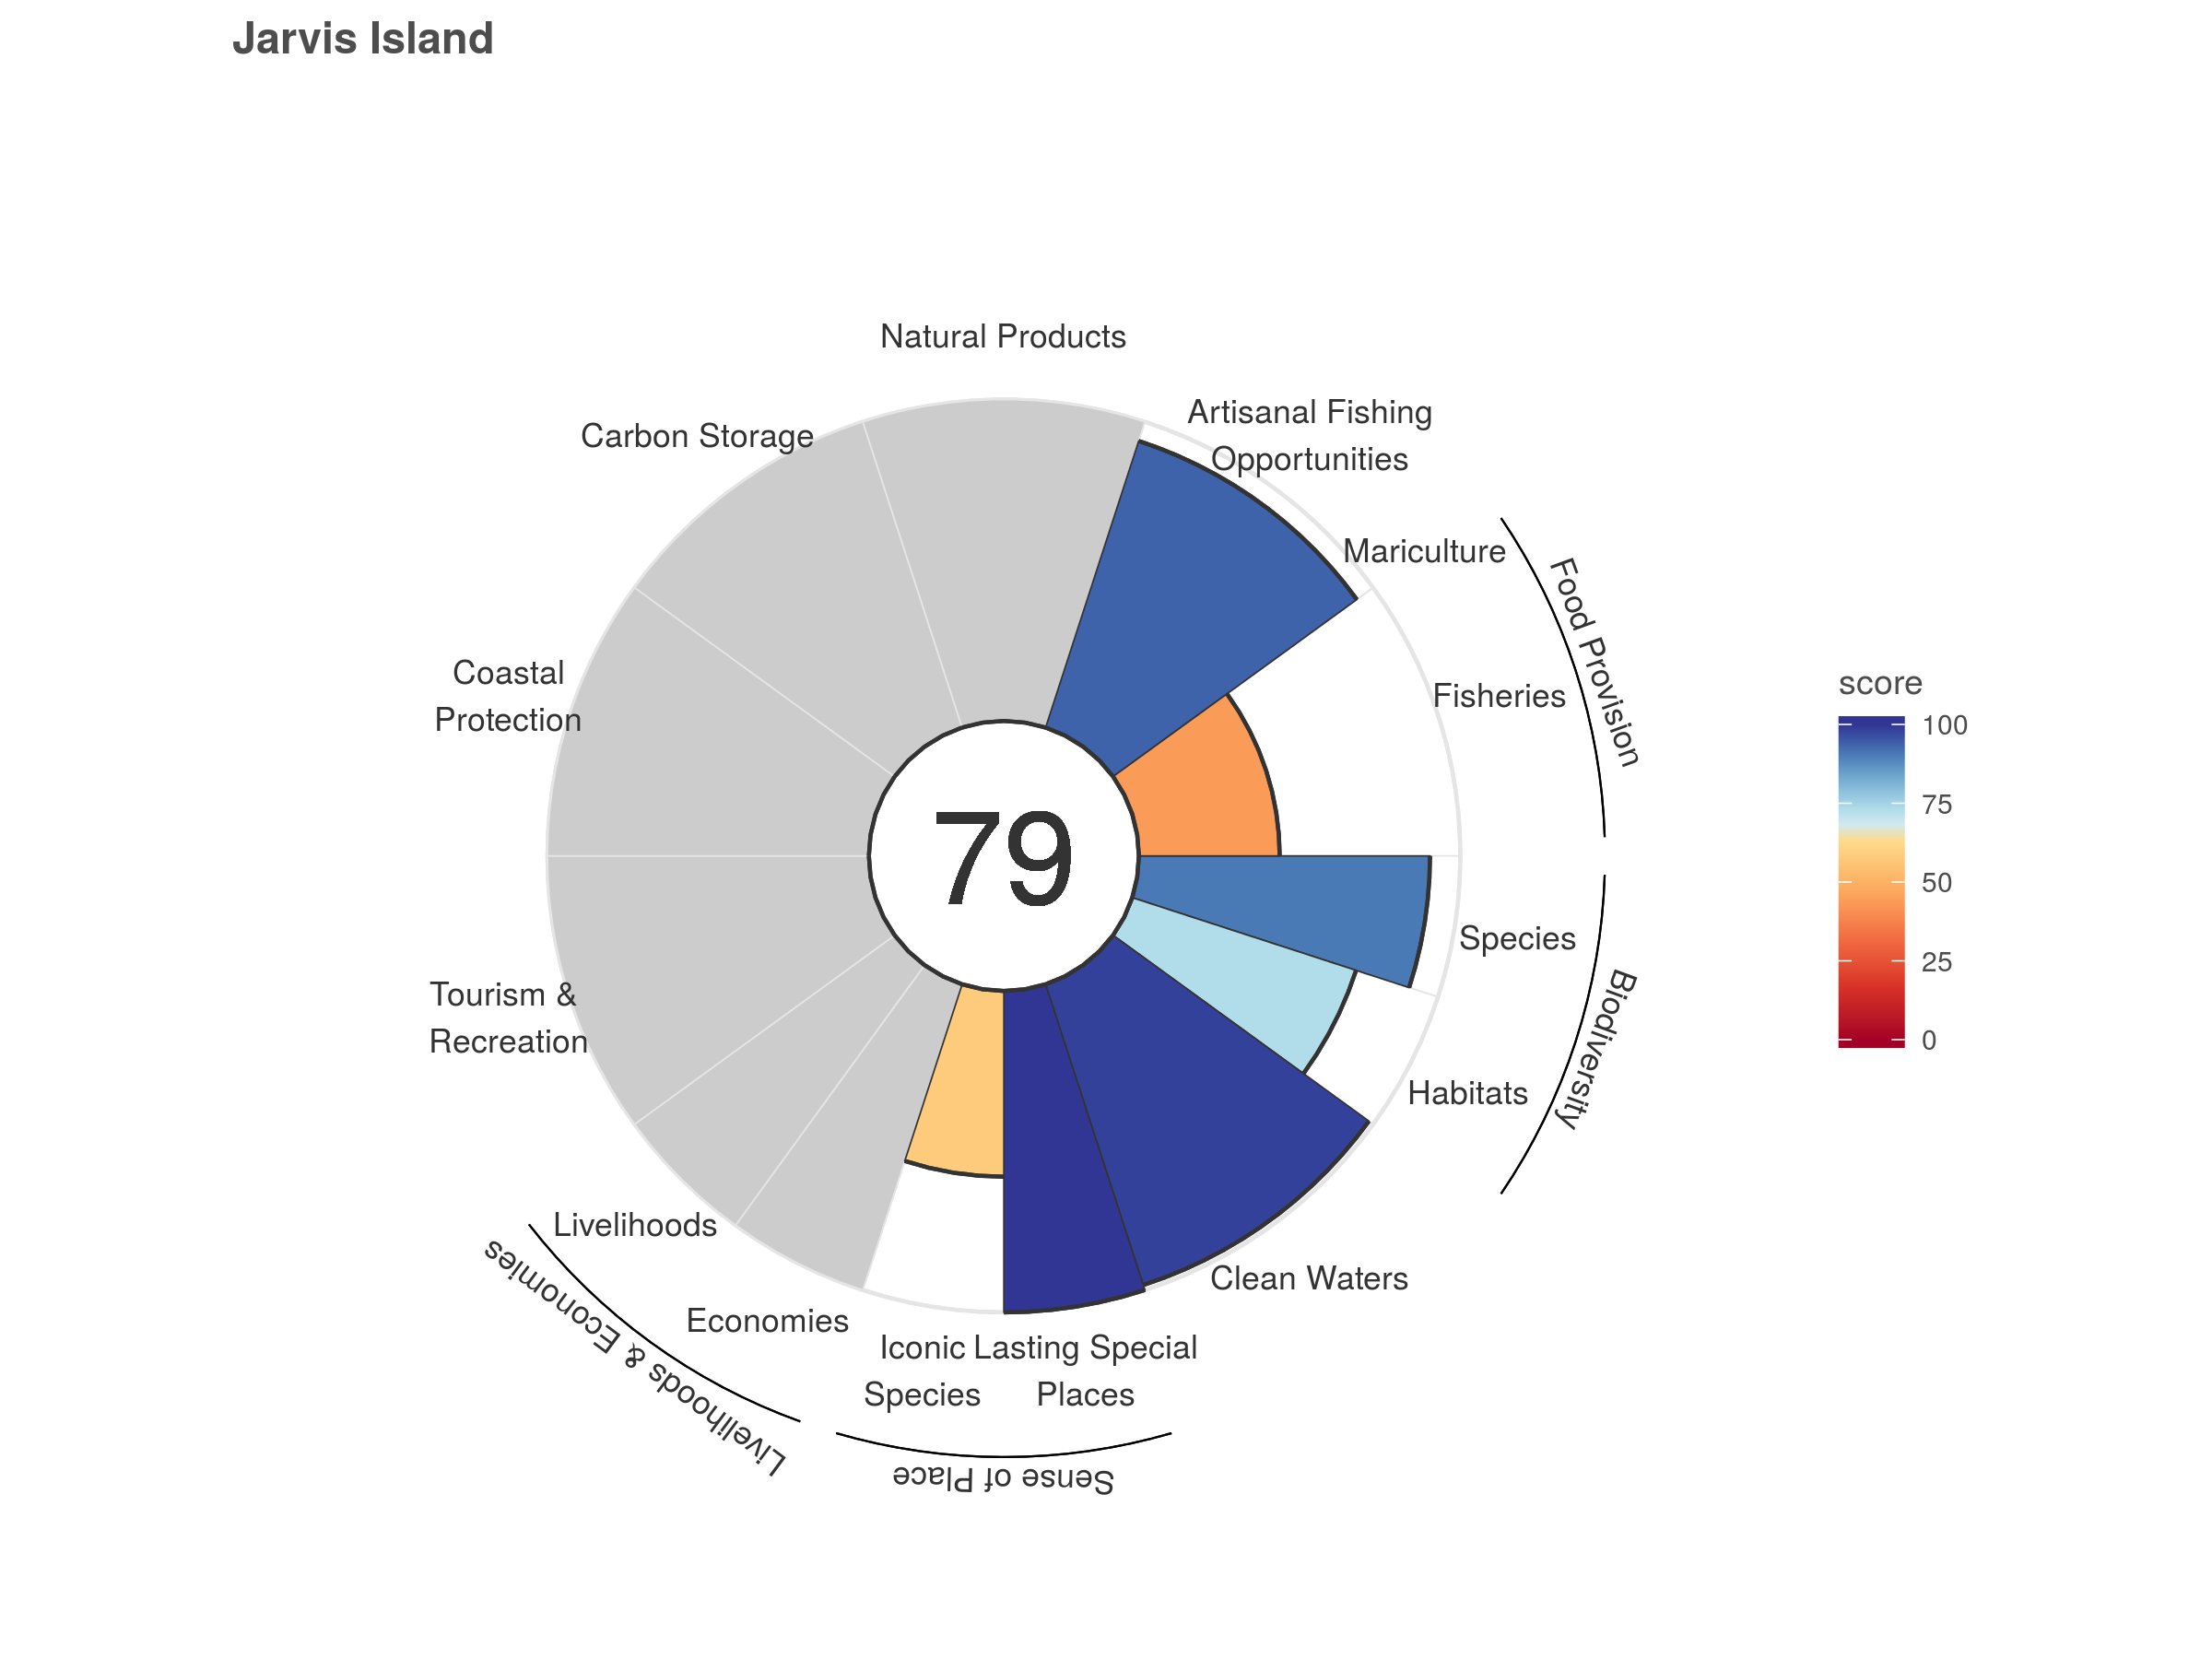 Jarvis Island
Natural Products
Artisanal Fishing
Opportunities
Carbon Storage
Mariculture
Food Provision
Fisheries
Coastal
Protection
79
score
100
75
50
25
0
Species
Biodiversity
Habitats
Tourism &
Recreation
Livelihoods
Livelihoods & Economies
Economies
Clean Waters
Iconic
Species
Lasting Special
Places
Sense of Place